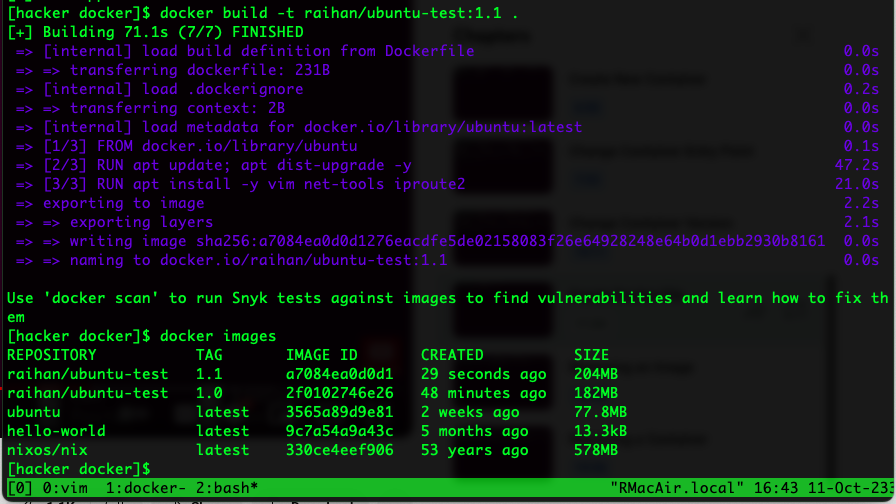 [hacker docker]$ docker build -t raihan/ubuntu-test:1.1 .
[+] Building 71.1s (7/7) FINISHED
=> [internal] load build definition from Dockerfile 0.0s
=> => transferring dockerfile: 231B 0.0s
=> [internal] load .dockerignore 0.2s
=> => transferring context: 2B 0.0s
=> [internal] load metadata for docker.io/library/ubuntu:latest 0.0s
=> [1/3] FROM docker.io/library/ubuntu 0.1s
=> [2/3] RUN apt update; apt dist-upgrade -y 47.2s
=> [3/3] RUN apt install -y vim net-tools iproute2 21.0s
=> exporting to image 2.2s
=> => exporting layers 2.1s
=> => writing image sha256:a7084ea0d0d1276eacdfe5de02158083f26e64928248e64b0d1ebb2930b8161 0.0s
=> => naming to docker.io/raihan/ubuntu-test:1.1 0.0s
Use 'docker scan' to run Snyk tests against images to find vulnerabilities and learn how to fix th
em
[hacker docker]$ docker images
REPOSITORY TAG IMAGE ID CREATED SIZE
raihan/ubuntu-test 1.1 a7084ea0d0d1 29 seconds ago 204MB
raihan/ubuntu-test 1.0 2f0102746e26 48 minutes ago 182MB
ubuntu latest 3565a89d9e81 2 weeks ago 77.8MB
hello-world latest 9c7a54a9a43c 5 months ago 13.3kB
nixos/nix latest 330ce4eef906 53 years ago 578MB
[hacker docker]$
[0] 0:vim 1:docker- 2:bash* "RMacAir.local" 16:43 11-Oct-23